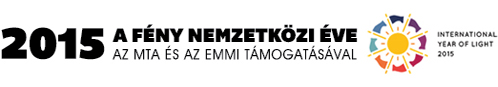 2015 A FÉNY NEMZETKÖZI ÉVE
AZ MTA ÉS AZ EMMI TÁMOGATÁSÁVAL
INTERNATIONAL
YEAR OF LIGHT
2015